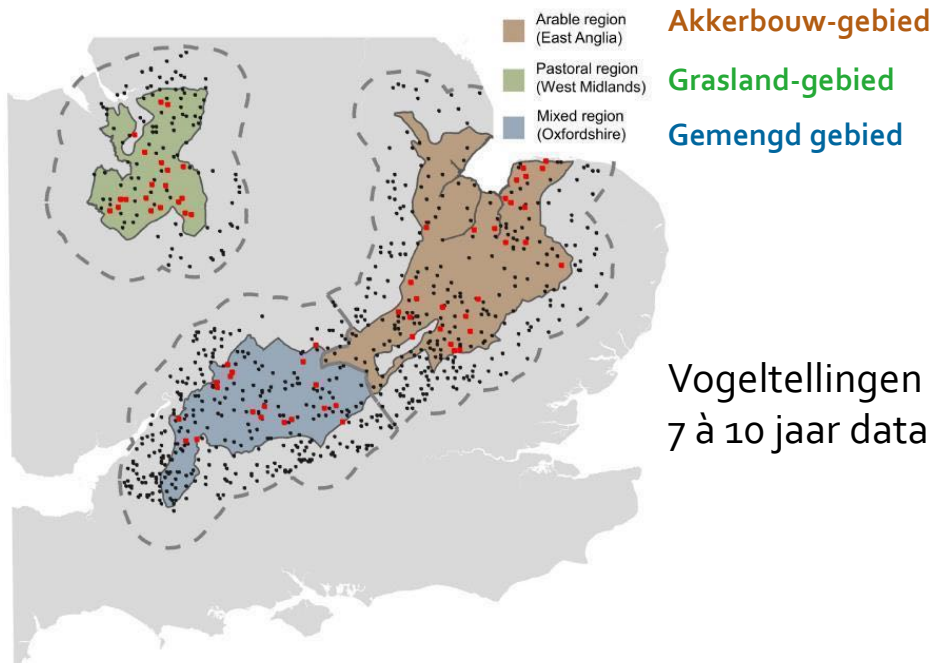 Arable region
(East Anglia)
Pastoral region
(West Midlands)
Mixed region
(Oxfordshire)
Akkerbouw-gebied
Grasland-gebied
Gemengd gebied
Vogeltellingen
7 à 10 jaar data